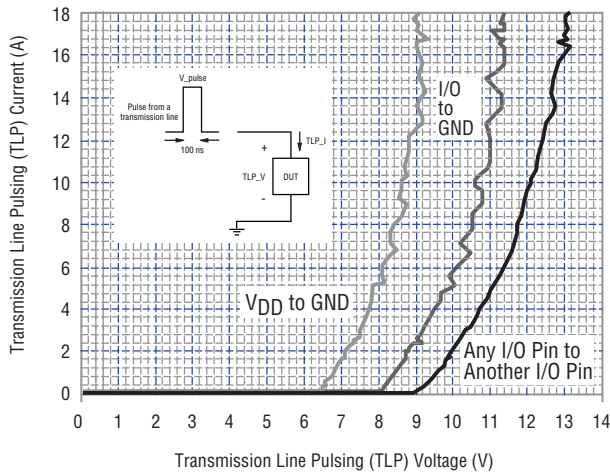 Transmission Line Pulsing (TLP) Current (A)
18
16
14
12
10
8
6
4
2
0
V_pulse
Pulse from a
transmission line
100 ns
TLP_I
+
TLP_V
DUT
-
I/O
to
GND
VDD to GND
Any I/O Pin to
Another I/O Pin
0 1 2 3 4 5 6 7 8 9 10 11 12 13 14
Transmission Line Pulsing (TLP) Voltage (V)